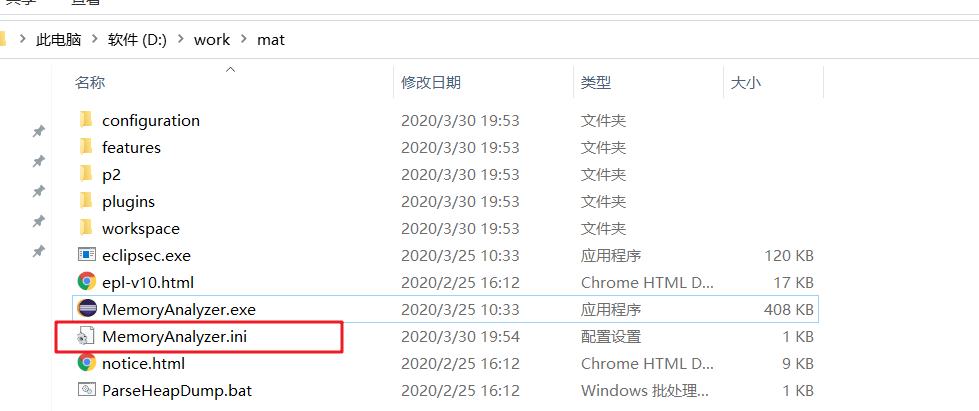 共享 查看
此电脑 > 软件 (D:) > work > mat
名称 修改日期 类型 大小
configuration 2020/3/30 19:53 文件夹
features 2020/3/30 19:53 文件夹
p2 2020/3/30 19:53 文件夹
plugins 2020/3/30 19:53 文件夹
workspace 2020/3/30 19:53 文件夹
eclipsec.exe 2020/3/25 10:33 应用程序 120 KB
epl-v10.html 2020/2/25 16:12 Chrome HTML D... 17 KB
MemoryAnalyzer.exe 2020/3/25 10:33 应用程序 408 KB
MemoryAnalyzer.ini 2020/3/30 19:54 配置设置 1 KB
notice.html 2020/2/25 16:12 Chrome HTML D... 9 KB
ParseHeapDump.bat 2020/2/25 16:12 Windows 批处理... 1 KB